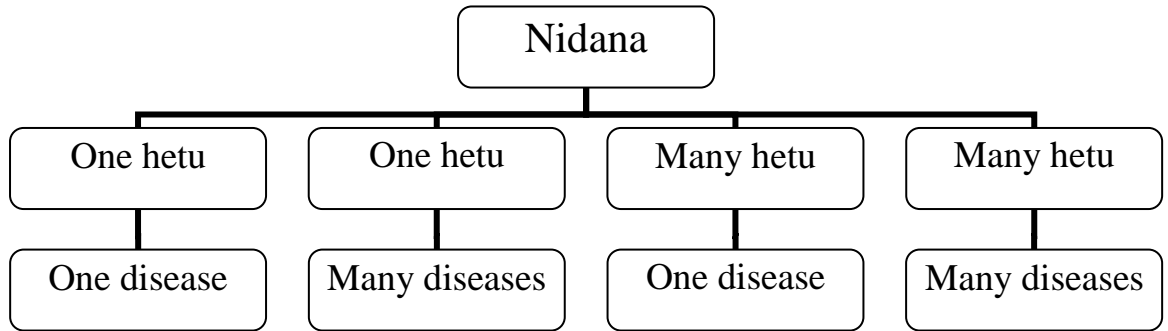 Nidana
One hetu One hetu Many hetu Many hetu
One disease Many diseases One disease Many diseases